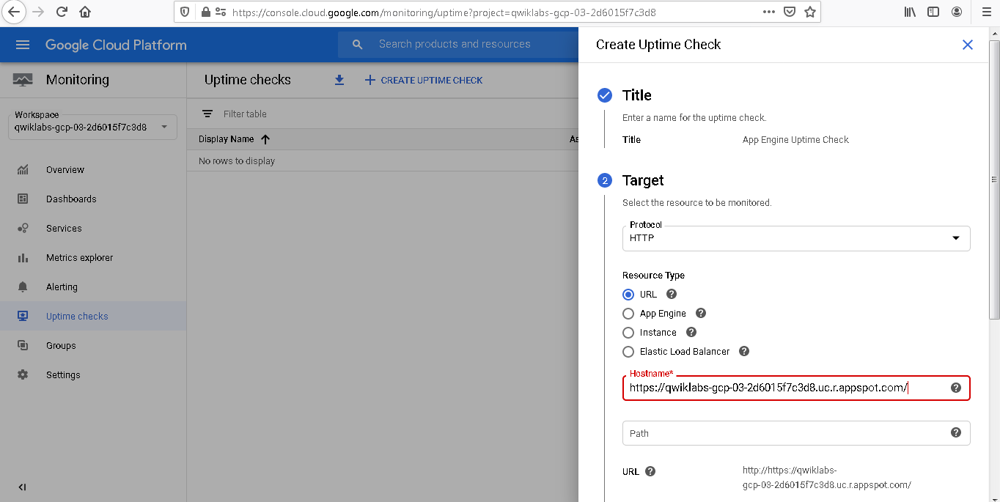 https://console.cloud.google.com/monitoring/uptime?project=qwiklabs-gcp-03-2d6015f7c3d8
Google Cloud Platform
Search products and resources
Monitoring
Workspace
qwiklabs-gcp-03-2d6015f7c3d8
Overview
Dashboards
Services
Metrics explorer
Alerting
Uptime checks
Groups
Settings
Uptime checks
CREATE UPTIME CHECK
Filter table
Display Name As
No rows to display
Create Uptime Check
Title
Enter a name for the uptime check.
Title App Engine Uptime Check
2 Target
Select the resource to be monitored.
Protocol
HTTP
Resource Type
URL
App Engine
Instance
Elastic Load Balancer
Hostname*
https://qwiklabs-gcp-03-2d6015f7c3d8.uc.r.appspot.com/
Path
URL http://https://qwiklabs-
gcp-03-2d6015f7c3d8.uc.r.appspot.com/